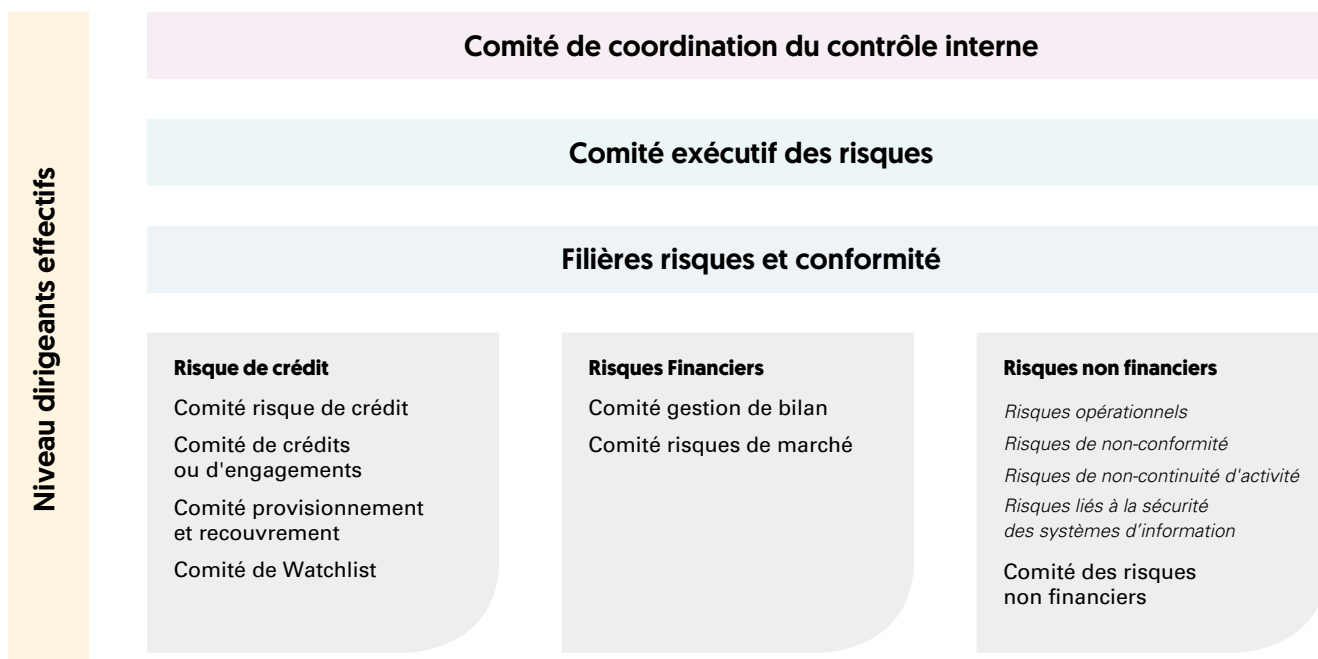 Niveau dirigeants effectifs
Comité de coordination du contrôle interne
Comité exécutif des risques
Filières risques et conformité
Risque de crédit
Comité risque de crédit
Comité de crédits
ou d'engagements
Comité provisionnement
et recouvrement
Comité de Watchlist
Risques Financiers
Comité gestion de bilan
Comité risques de marché
Risques non financiers
Risques opérationnels
Risques de non-conformité
Risques de non-continuité d'activité
Risques liés à la sécurité
des systèmes d’information
Comité des risques
non financiers